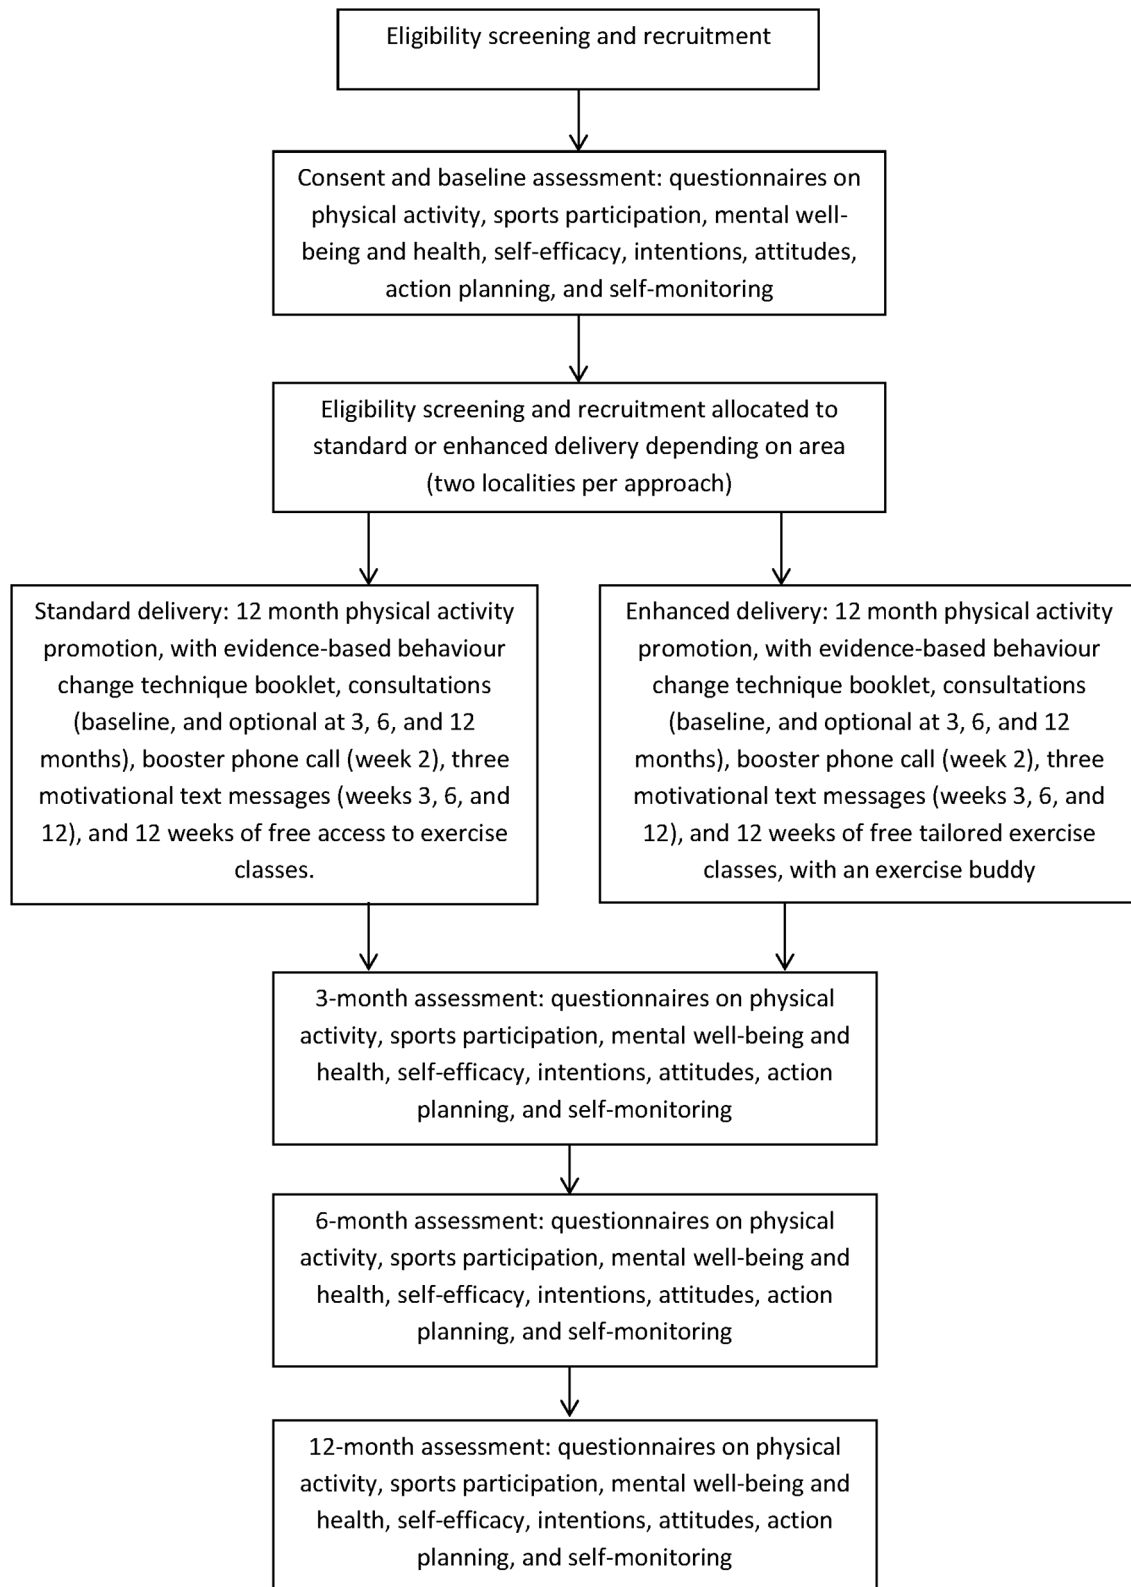 Eligibility screening and recruitment
Consent and baseline assessment: questionnaires on
physical activity, sports participation, mental well-
being and health, self-efficacy, intentions, attitudes,
action planning, and self-monitoring
Eligibility screening and recruitment allocated to
standard or enhanced delivery depending on area
(two localities per approach)
Standard delivery: 12 month physical activity
promotion, with evidence-based behaviour
change technique booklet, consultations
(baseline, and optional at 3, 6, and 12
months), booster phone call (week 2), three
motivational text messages (weeks 3, 6, and
12), and 12 weeks of free access to exercise
classes.
Enhanced delivery: 12 month physical activity
promotion, with evidence-based behaviour
change technique booklet, consultations
(baseline, and optional at 3, 6, and 12
months), booster phone call (week 2), three
motivational text messages (weeks 3, 6, and
12), and 12 weeks of free tailored exercise
classes, with an exercise buddy
3-month assessment: questionnaires on physical
activity, sports participation, mental well-being and
health, self-efficacy, intentions, attitudes, action
planning, and self-monitoring
6-month assessment: questionnaires on physical
activity, sports participation, mental well-being and
health, self-efficacy, intentions, attitudes, action
planning, and self-monitoring
12-month assessment: questionnaires on physical
activity, sports participation, mental well-being and
health, self-efficacy, intentions, attitudes, action
planning, and self-monitoring